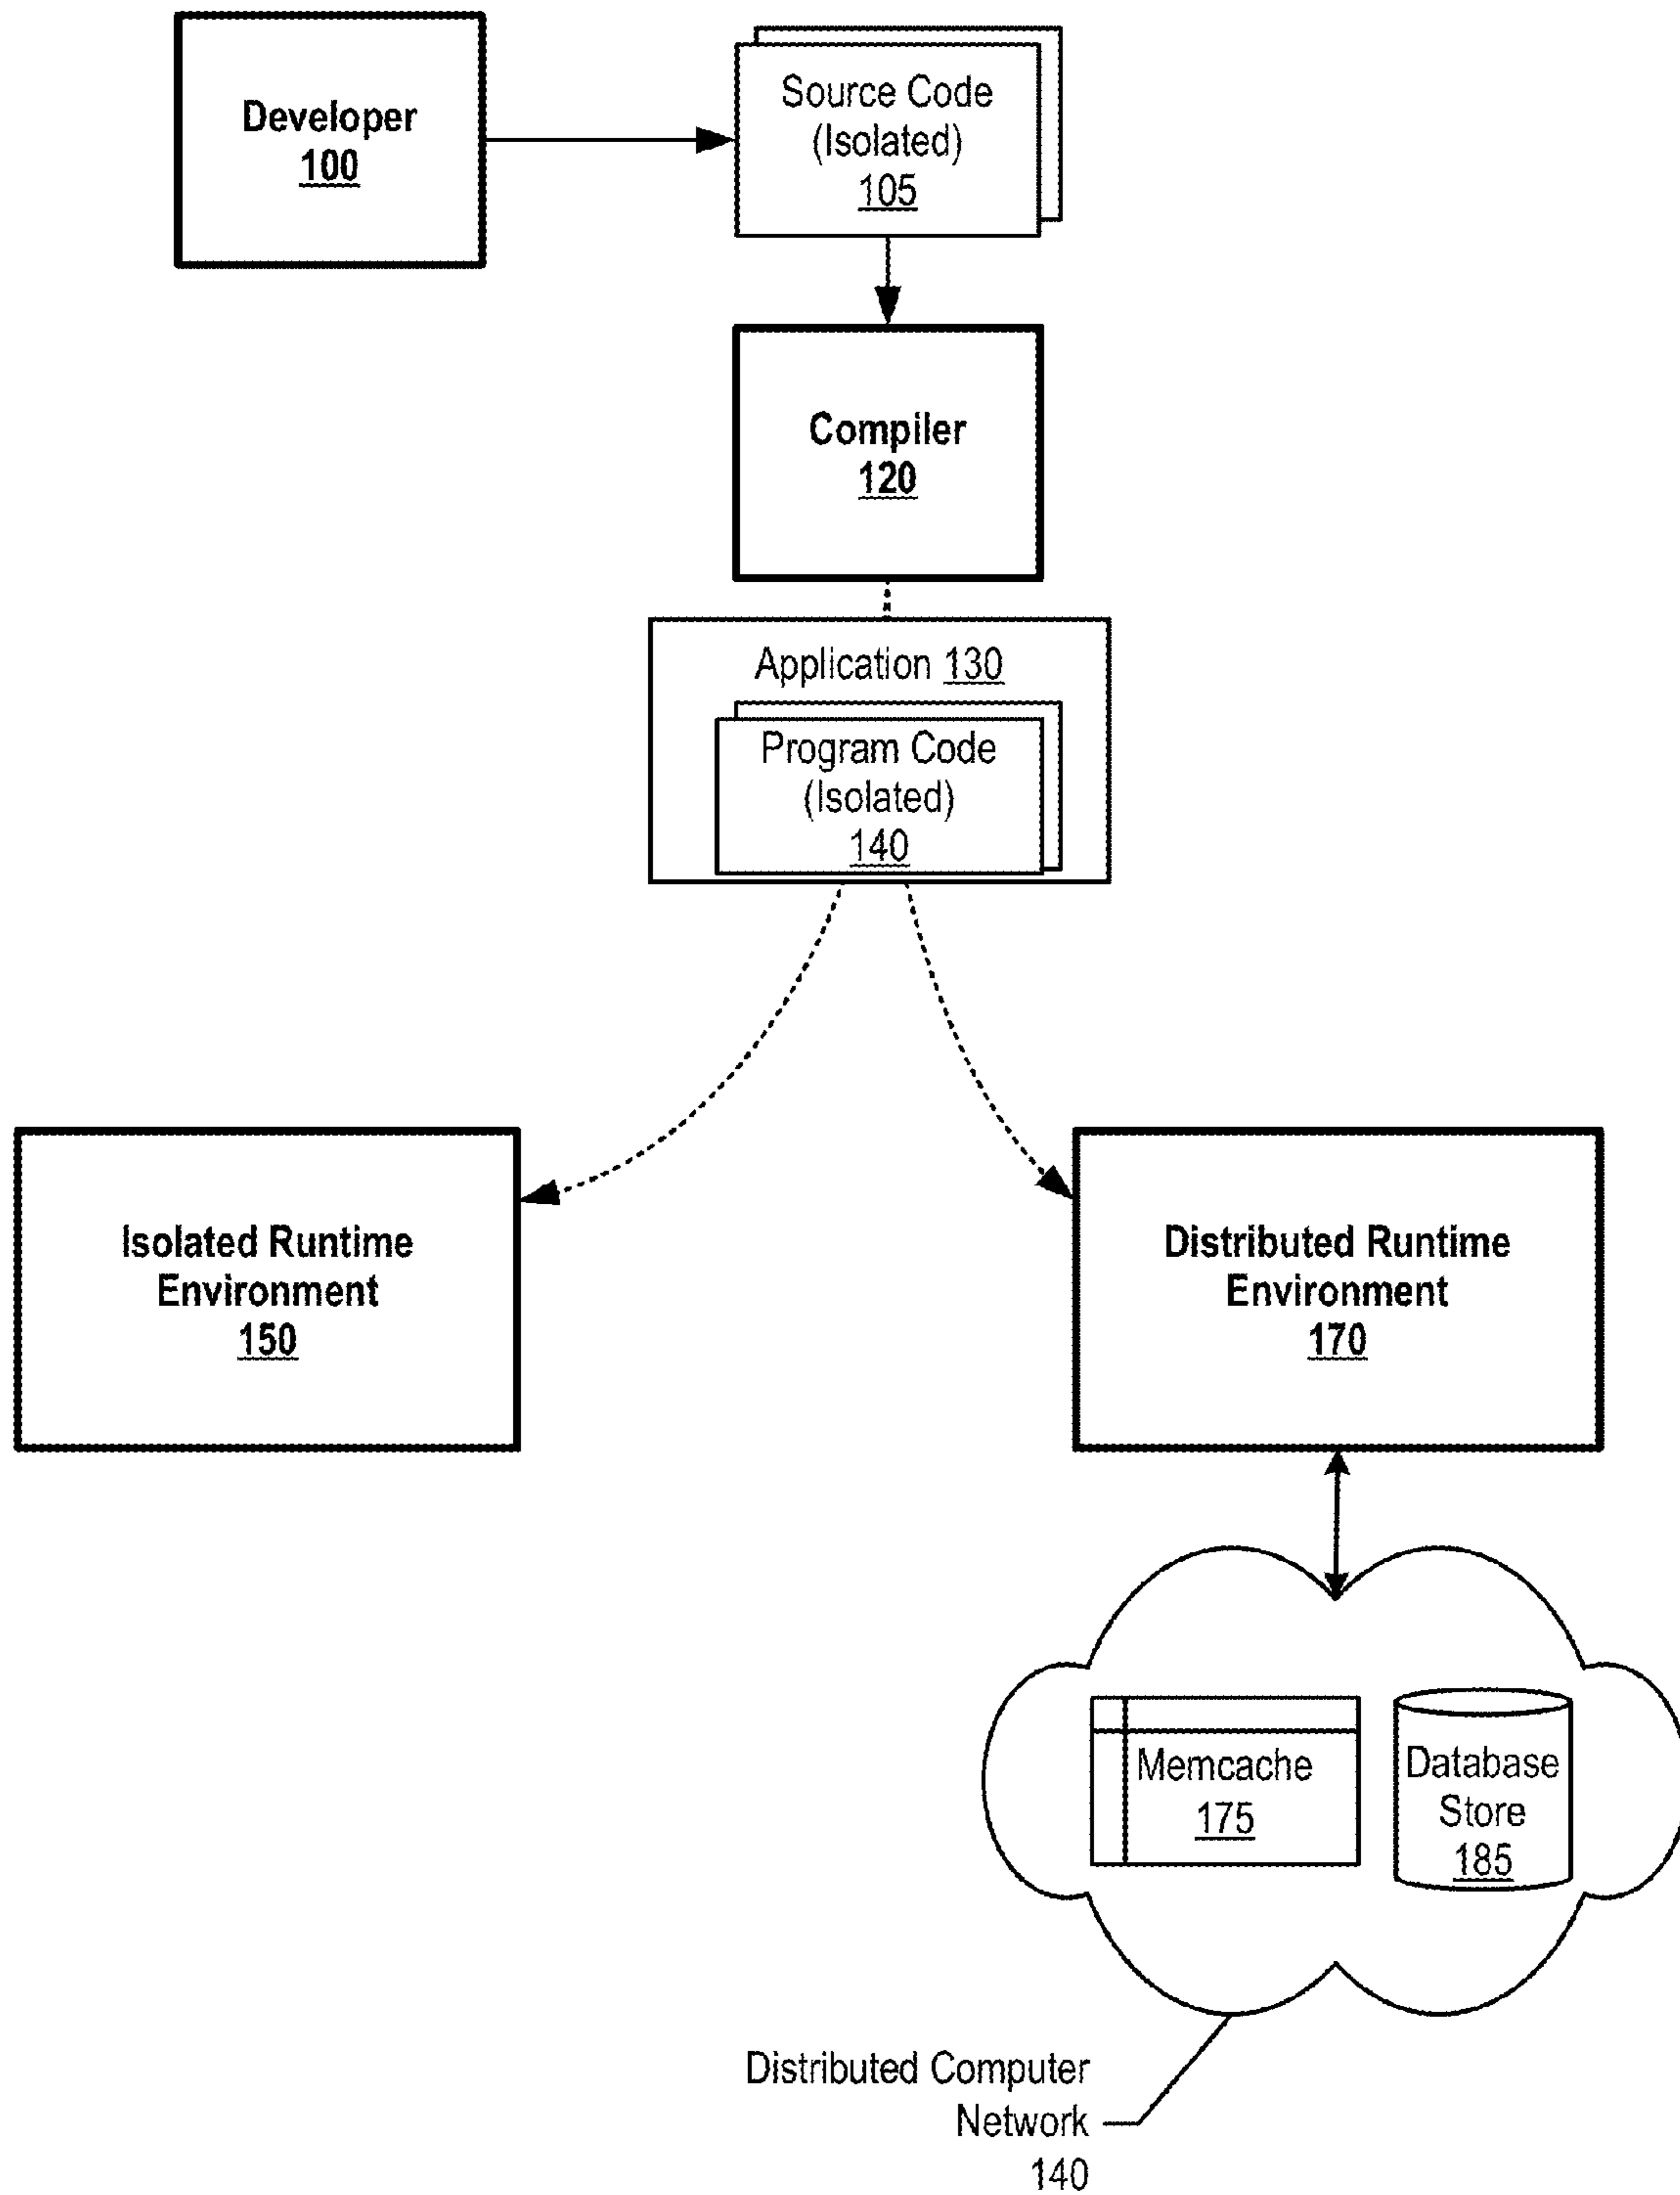 Developer
100
Source Code
(Isolated)
105
Compiler
120
Application 130
Program Code
(Isolated)
140
Isolated Runtime
Environment
150
Distributed Runtime
Environment
170
Memcache
175
Database
Store
185
Distributed Computer
Network
140